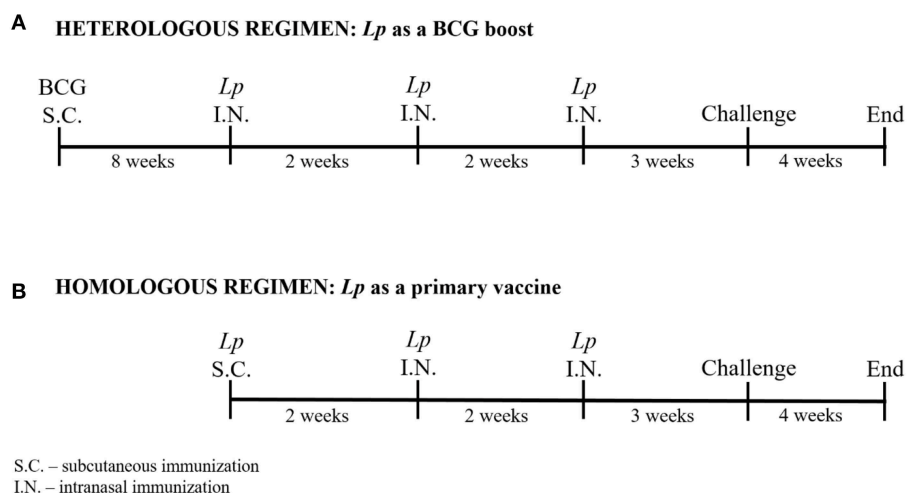 A HETEROLOGOUS REGIMEN: Lp as a BCG boost
BCG Lp Lp Lp
S.C. I.N. I.N. I.N. Challenge End
8 weeks 2 weeks 2 weeks 3 weeks 4 weeks
B HOMOLOGOUS REGIMEN: Lp as a primary vaccine
Lp Lp Lp
S.C. I.N. I.N. Challenge End
2 weeks 2 weeks 3 weeks 4 weeks
S.C. – subcutaneous immunization
I.N. – intranasal immunization